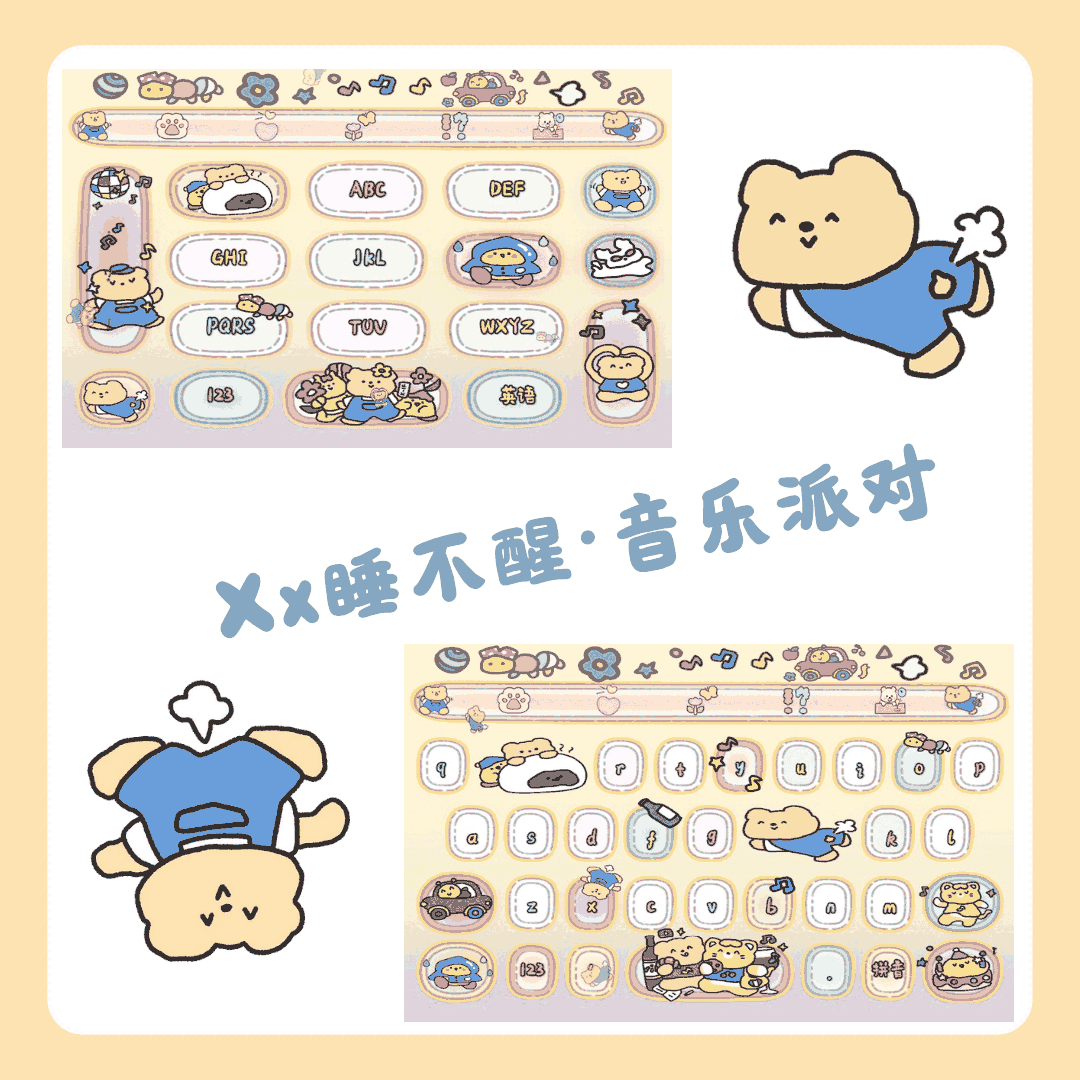 ABC DEF
GHI JKL
PQRS TUV WXYZ
123 英语
Xx睡不醒·音乐派对
q r t y u i o p
a s d f g k l
z x c v b n m
123 。 拼音